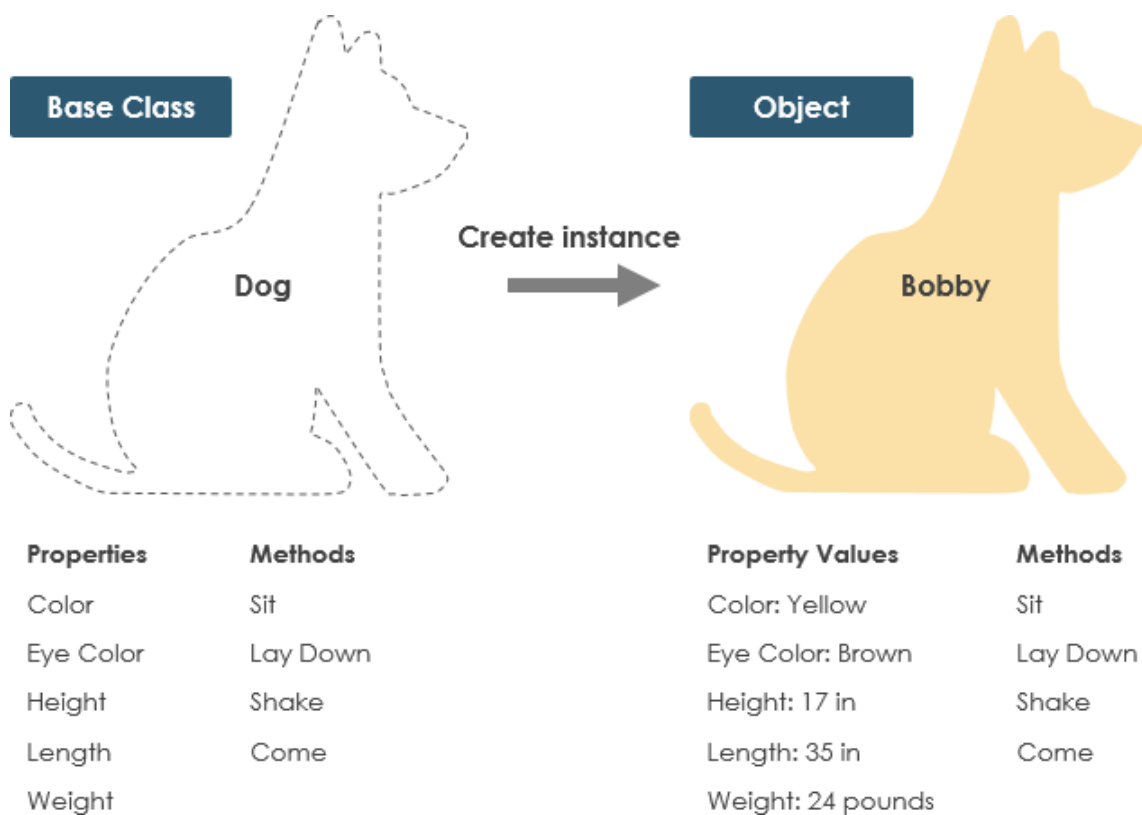 Base Class
Object
Create instance
Dog
Bobby
Properties Methods
Color Sit
Eye Color Lay Down
Height Shake
Length Come
Weight
Property Values Methods
Color: Yellow Sit
Eye Color: Brown Lay Down
Height: 17 in Shake
Length: 35 in Come
Weight: 24 pounds